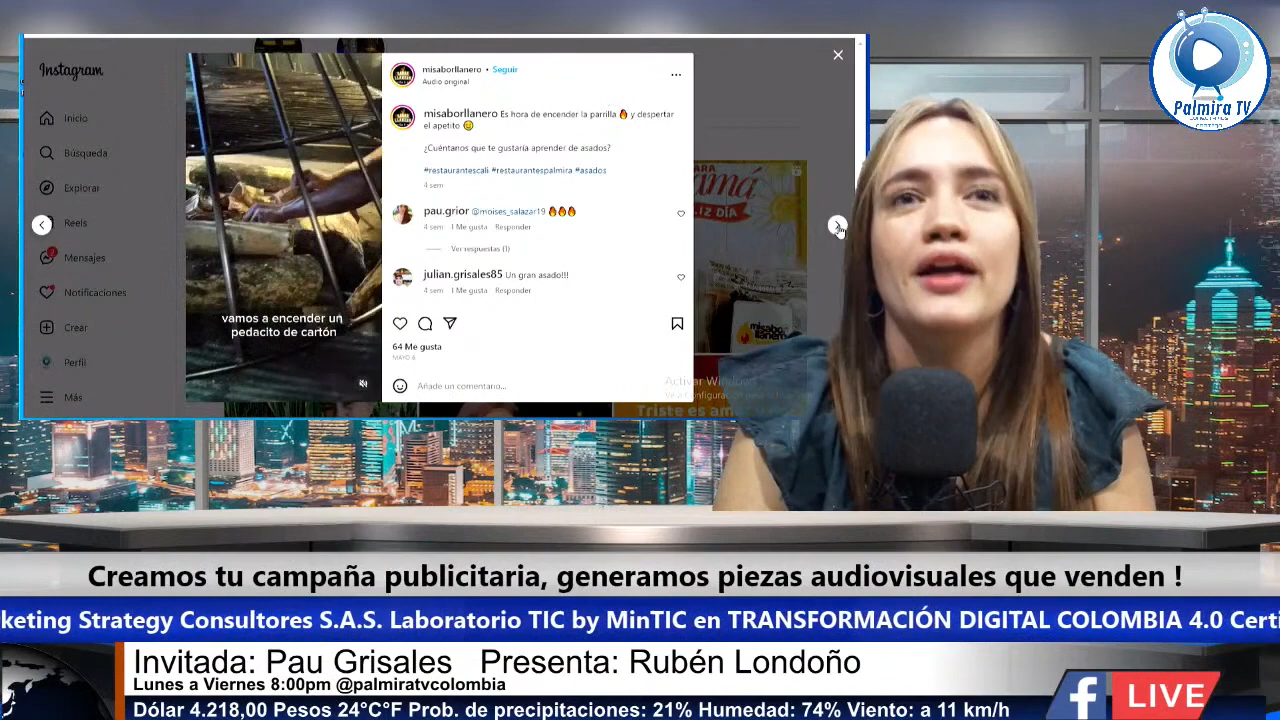 Instagram
Inicio
Búsqueda
Explorar
Reels
Mensajes
Notificaciones
Crear
Perfil
Más
vamos a encender un
pedacito de cartón
misaborllanero • Seguir
Audio original
misaborllanero Es hora de encender la parrilla 🔥 y despertar
el apetito
¿Cuéntanos que te gustaría aprender de asados?
#restaurantescali #restaurantespalmira #asados
4 sem
pau.grior @moises_salazar19 🔥🔥🔥
4 sem 1 Me gusta Responder
Ver respuestas (1)
julian.grisales85 Un gran asado!!!
4 sem 1 Me gusta Responder
64 Me gusta
MAYO 6
Añade un comentario...
Activar Windows
Triste es
Palmira TV
Creamos tu campaña publicitaria, generamos piezas audiovisuales que venden !
keting Strategy Consultores S.A.S. Laboratorio TIC by MinTIC en TRANSFORMACIÓN DIGITAL COLOMBIA 4.0 Certi
Invitada: Pau Grisales Presenta: Rubén Londoño
Lunes a Viernes 8:00pm @palmiratvcolombia
Dólar 4.218,00 Pesos 24°C°F Prob. de precipitaciones: 21% Humedad: 74% Viento: a 11 km/h
f LIVE